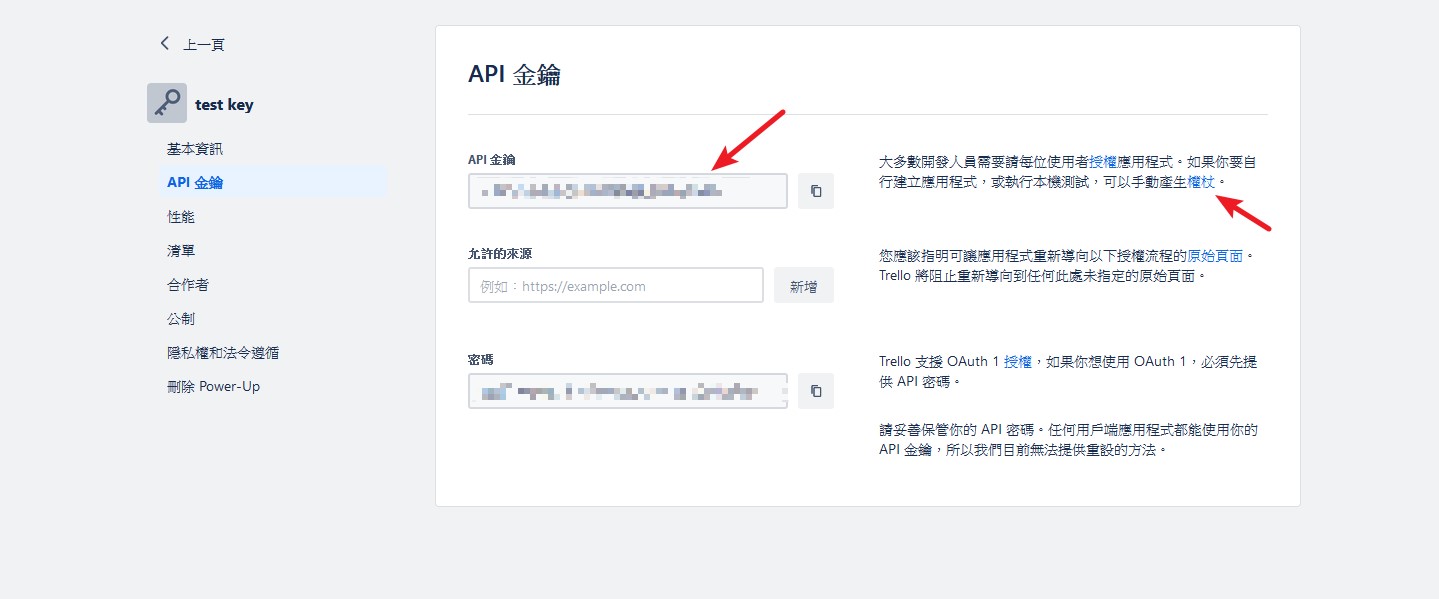 上一頁
test key
基本資訊
API 金鑰
性能
清單
合作者
公制
隱私權和法令遵循
刪除 Power-Up
API 金鑰
API 金鑰
大多數開發人員需要請每位使用者授權應用程式。如果你要自
行建立應用程式，或執行本機測試，可以手動產生權杖。
允許的來源
例如：https://example.com
新增
您應該指明可讓應用程式重新導向以下授權流程的原始頁面。
Trello 將阻止重新導向到任何此處未指定的原始頁面。
密碼
Trello 支援 OAuth 1 授權，如果你想使用 OAuth 1，必須先提
供 API 密碼。
請妥善保管你的 API 密碼。任何用戶端應用程式都能使用你的
API 金鑰，所以我們目前無法提供重設的方法。